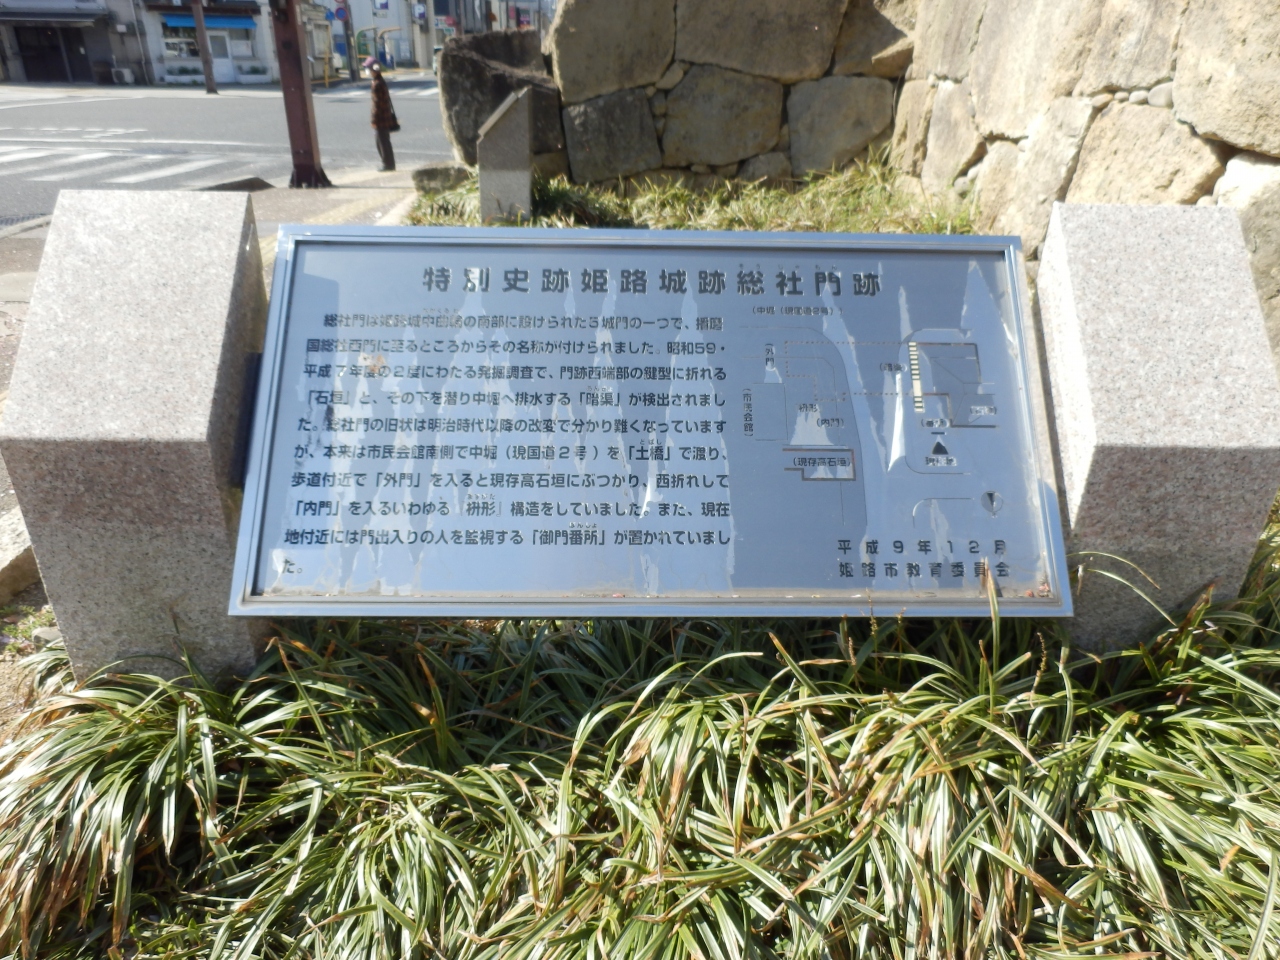 特別史跡姫路城跡総社門跡
総社門は姫路城中曲輪の南部に設けられた5城門の一つで、播磨
国総社西門に至るところからその名称が付けられました。昭和59・
平成7年度の2度にわたる発掘調査で、門跡西端部の鍵型に折れる
「石垣」と、その下を潜り中堀へ排水する「暗渠」が検出されまし
た。総社門の旧状は明治時代以降の改変で分かり難くなっています
が、本来は市民会館南側で中堀（現国道2号）を「土橋」で渡り、
歩道付近で「外門」を入ると現存高石垣にぶつかり、西折れして
「内門」を入るいわゆる「枡形」構造をしていました。また、現在
地付近には門出入りの人を監視する「御門番所」が置かれていまし
た。
（中堀（現国道2号）
外門
市民会館
枡形
（内門）
（現存高石垣）
現在地
平成9年12月
姫路市教育委員会